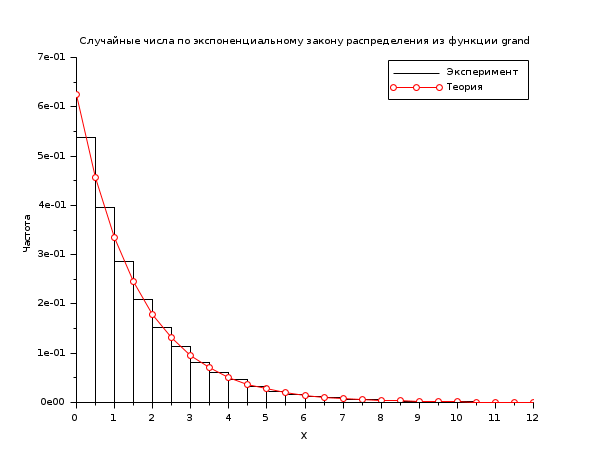 Случайные числа по экспоненциальному закону распределения из функции grand
7e-01
6e-01
5e-01
4e-01
3e-01
2e-01
1e-01
0e00
Частота
Эксперимент
Теория
0 1 2 3 4 5 6 7 8 9 10 11 12
X